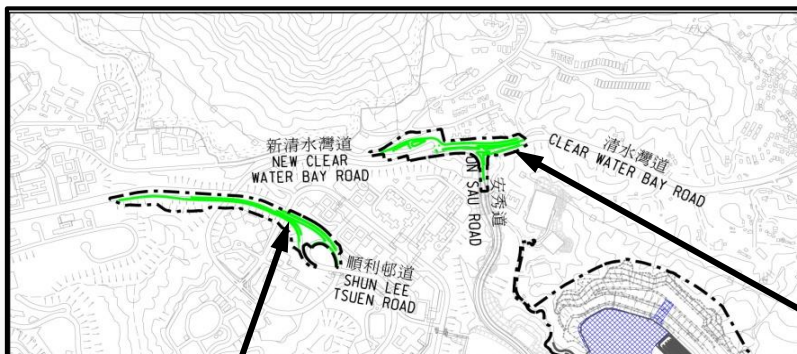 新清水灣道
NEW CLEAR
WATER BAY ROAD
清水灣道
CLEAR WATER BAY ROAD
安秀道
ON SAU ROAD
順利邨道
SHUN LEE
TSUEN ROAD